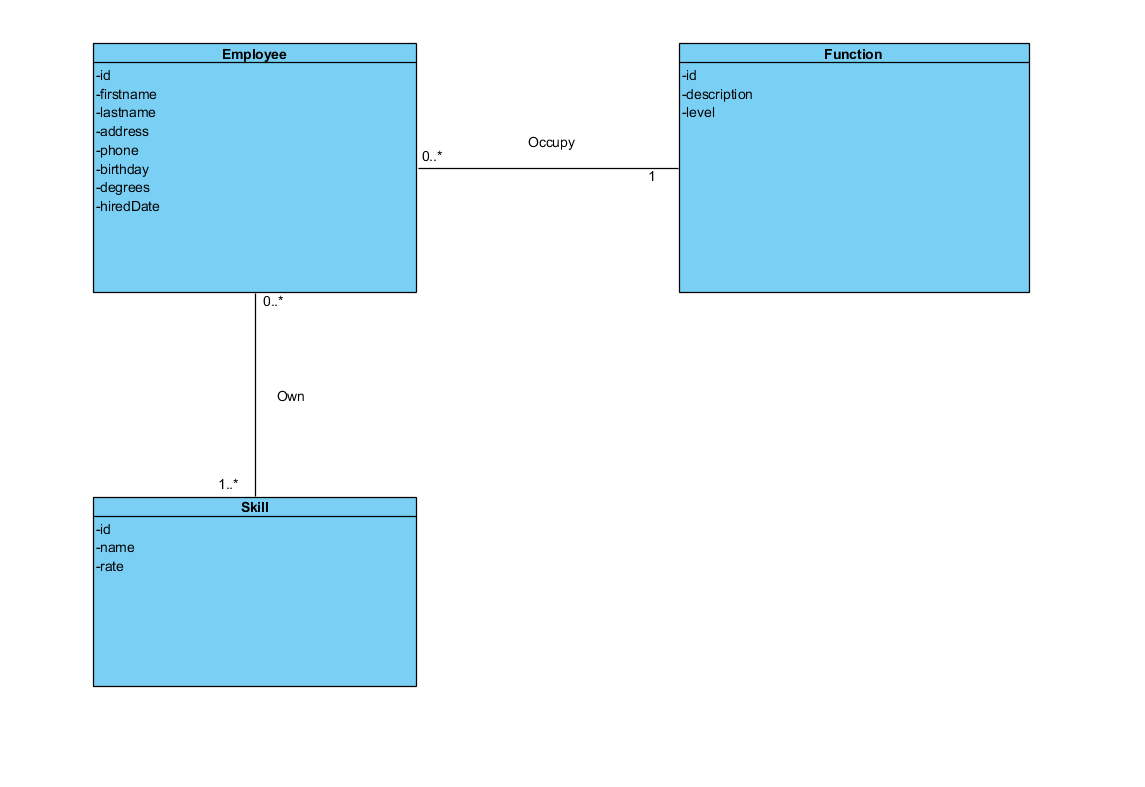 Employee
-id
-firstname
-lastname
-address
-phone
-birthday
-degrees
-hiredDate
Occupy
0..*
1
Function
-id
-description
-level
0..*
Own
1..*
Skill
-id
-name
-rate